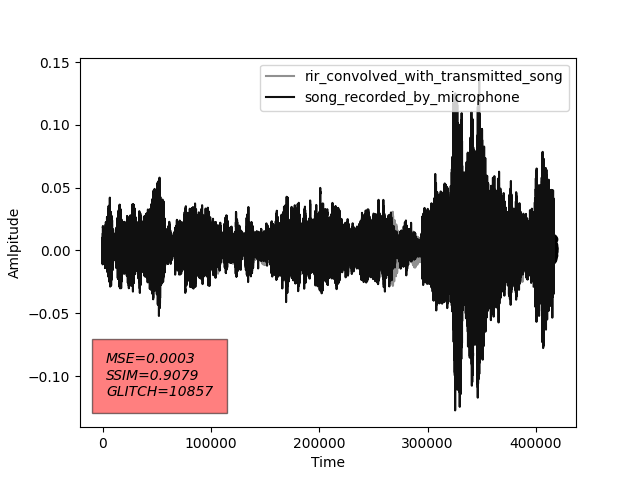 0.15
rir_convolved_with_transmitted_song
song_recorded_by_microphone
0.10
0.05
0.00
−0.05
−0.10
Amlpitude
MSE=0.0003
SSIM=0.9079
GLITCH=10857
0 100000 200000 300000 400000
Time